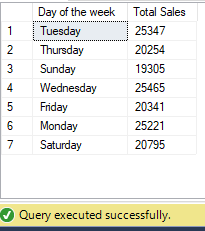 Day of the week Total Sales
1 Tuesday 25347
2 Thursday 20254
3 Sunday 19305
4 Wednesday 25465
5 Friday 20341
6 Monday 25221
7 Saturday 20795
Query executed successfully.